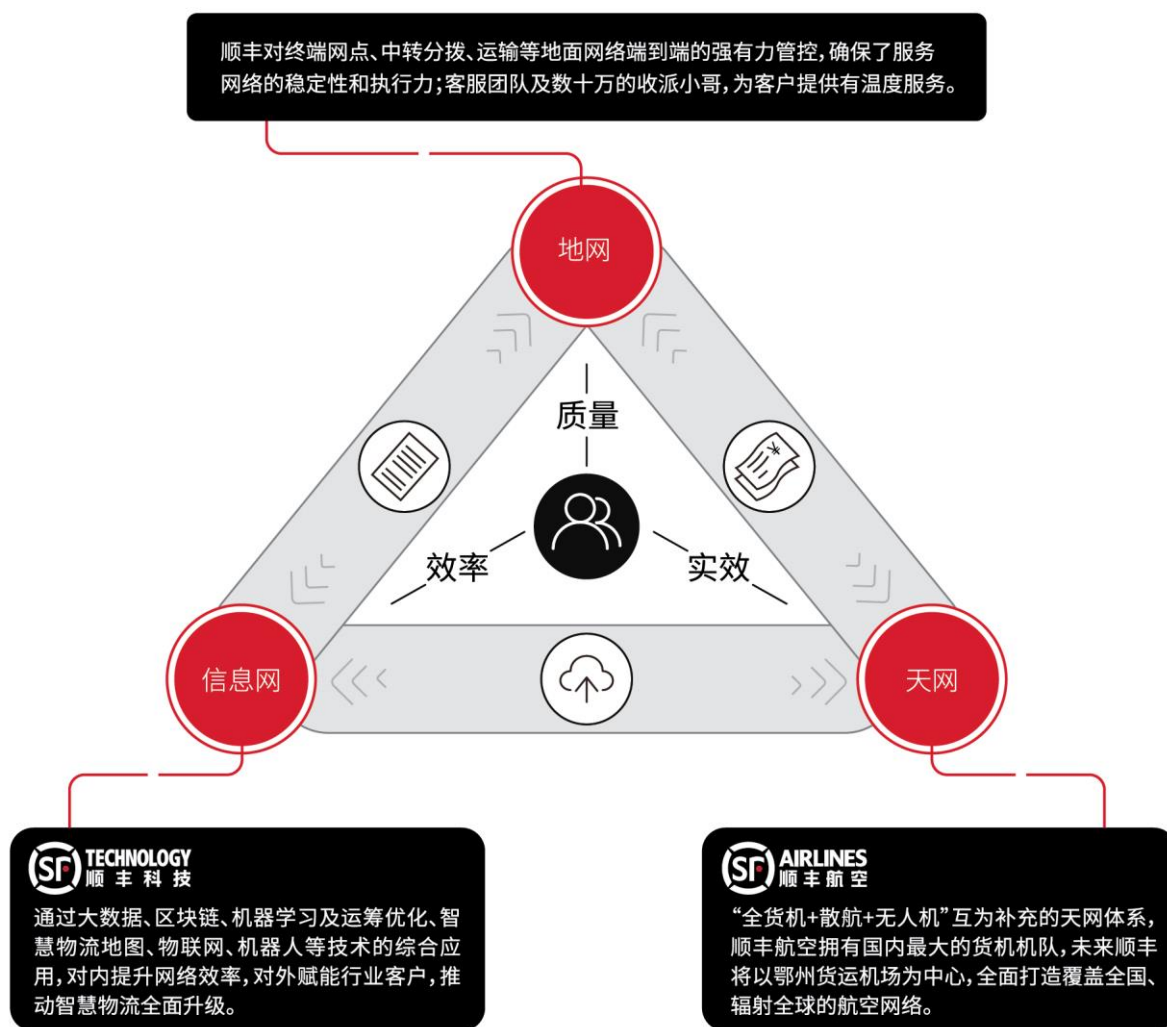 顺丰对终端网点、中转分拨、运输等地面网络端到端的强有力管控,确保了服务
网络的稳定性和执行力;客服团队及数十万的收派小哥,为客户提供有温度服务。
地网
质量
效率
实效
信息网
天网
SF TECHNOLOGY
顺丰科技
通过大数据、区块链、机器学习及运筹优化、智
慧物流地图、物联网、机器人等技术的综合应
用,对内提升网络效率,对外赋能行业客户,推
动智慧物流全面升级。
SF AIRLINES
顺丰航空
“全货机+散航+无人机”互为补充的天网体系,
顺丰航空拥有国内最大的货机机队,未来顺丰
将以鄂州货运机场为中心,全面打造覆盖全国、
辐射全球的航空网络。